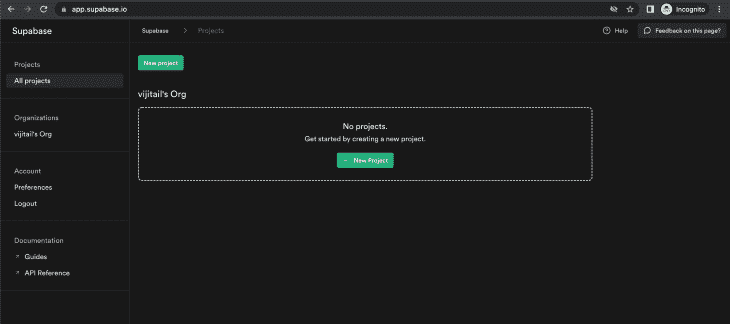 app.supabase.io
Incognito
Supabase
Supabase > Projects
Help
Feedback on this page?
Projects
All projects
Organizations
vijitail's Org
Account
Preferences
Logout
Documentation
Guides
API Reference
New project
vijitail's Org
No projects.
Get started by creating a new project.
New Project